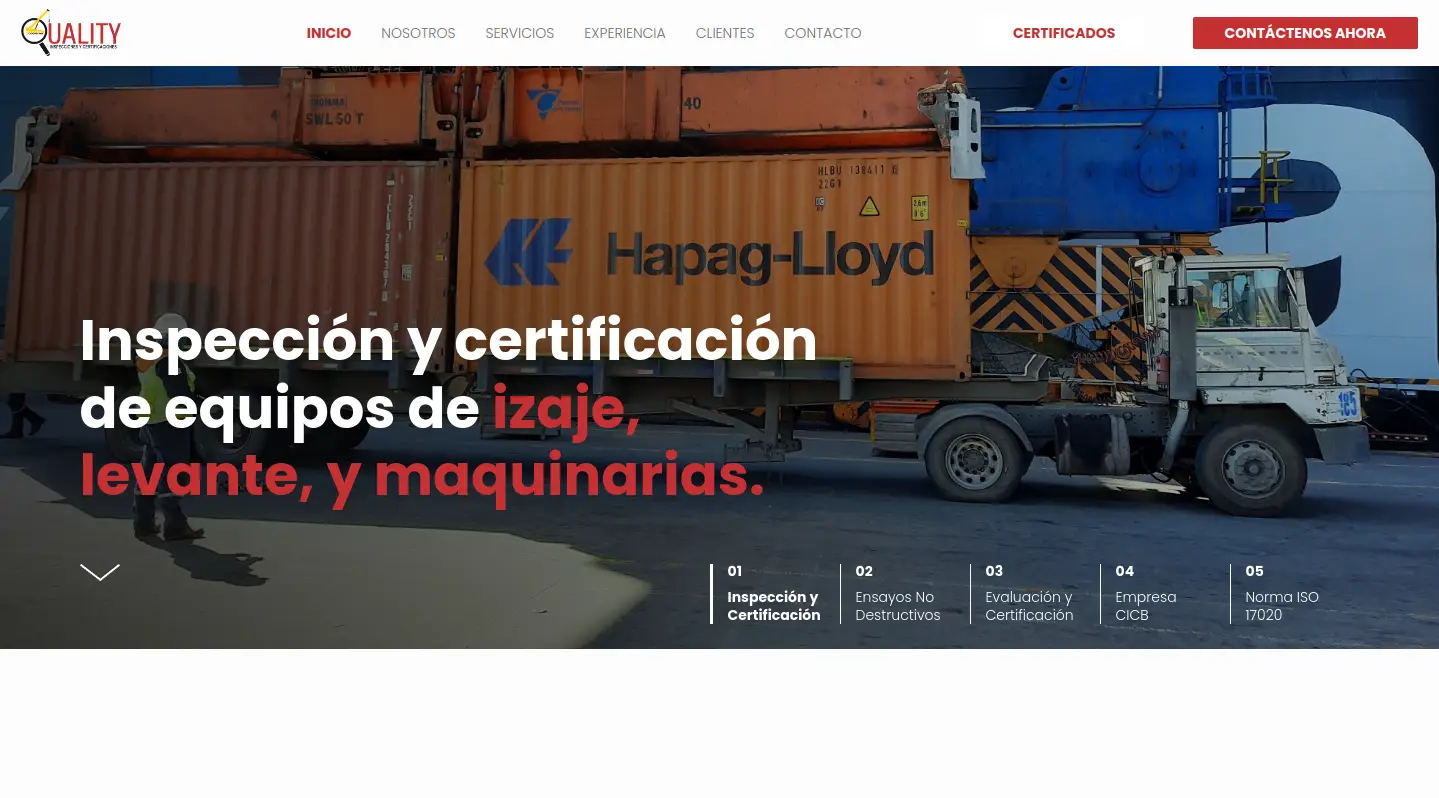 QUALITY
INSPECCIONES Y CERTIFICACIONES
INICIO
NOSOTROS
SERVICIOS
EXPERIENCIA
CLIENTES
CONTACTO
CERTIFICADOS
CONTÁCTENOS AHORA
SWL 50 T
40
HLBU 138411
22G1
Hapag-Lloyd
185
Inspección y certificación
de equipos de izaje,
levante, y maquinarias.
01
Inspección y
Certificación
02
Ensayos No
Destructivos
03
Evaluación y
Certificación
04
Empresa
CICB
05
Norma ISO
17020